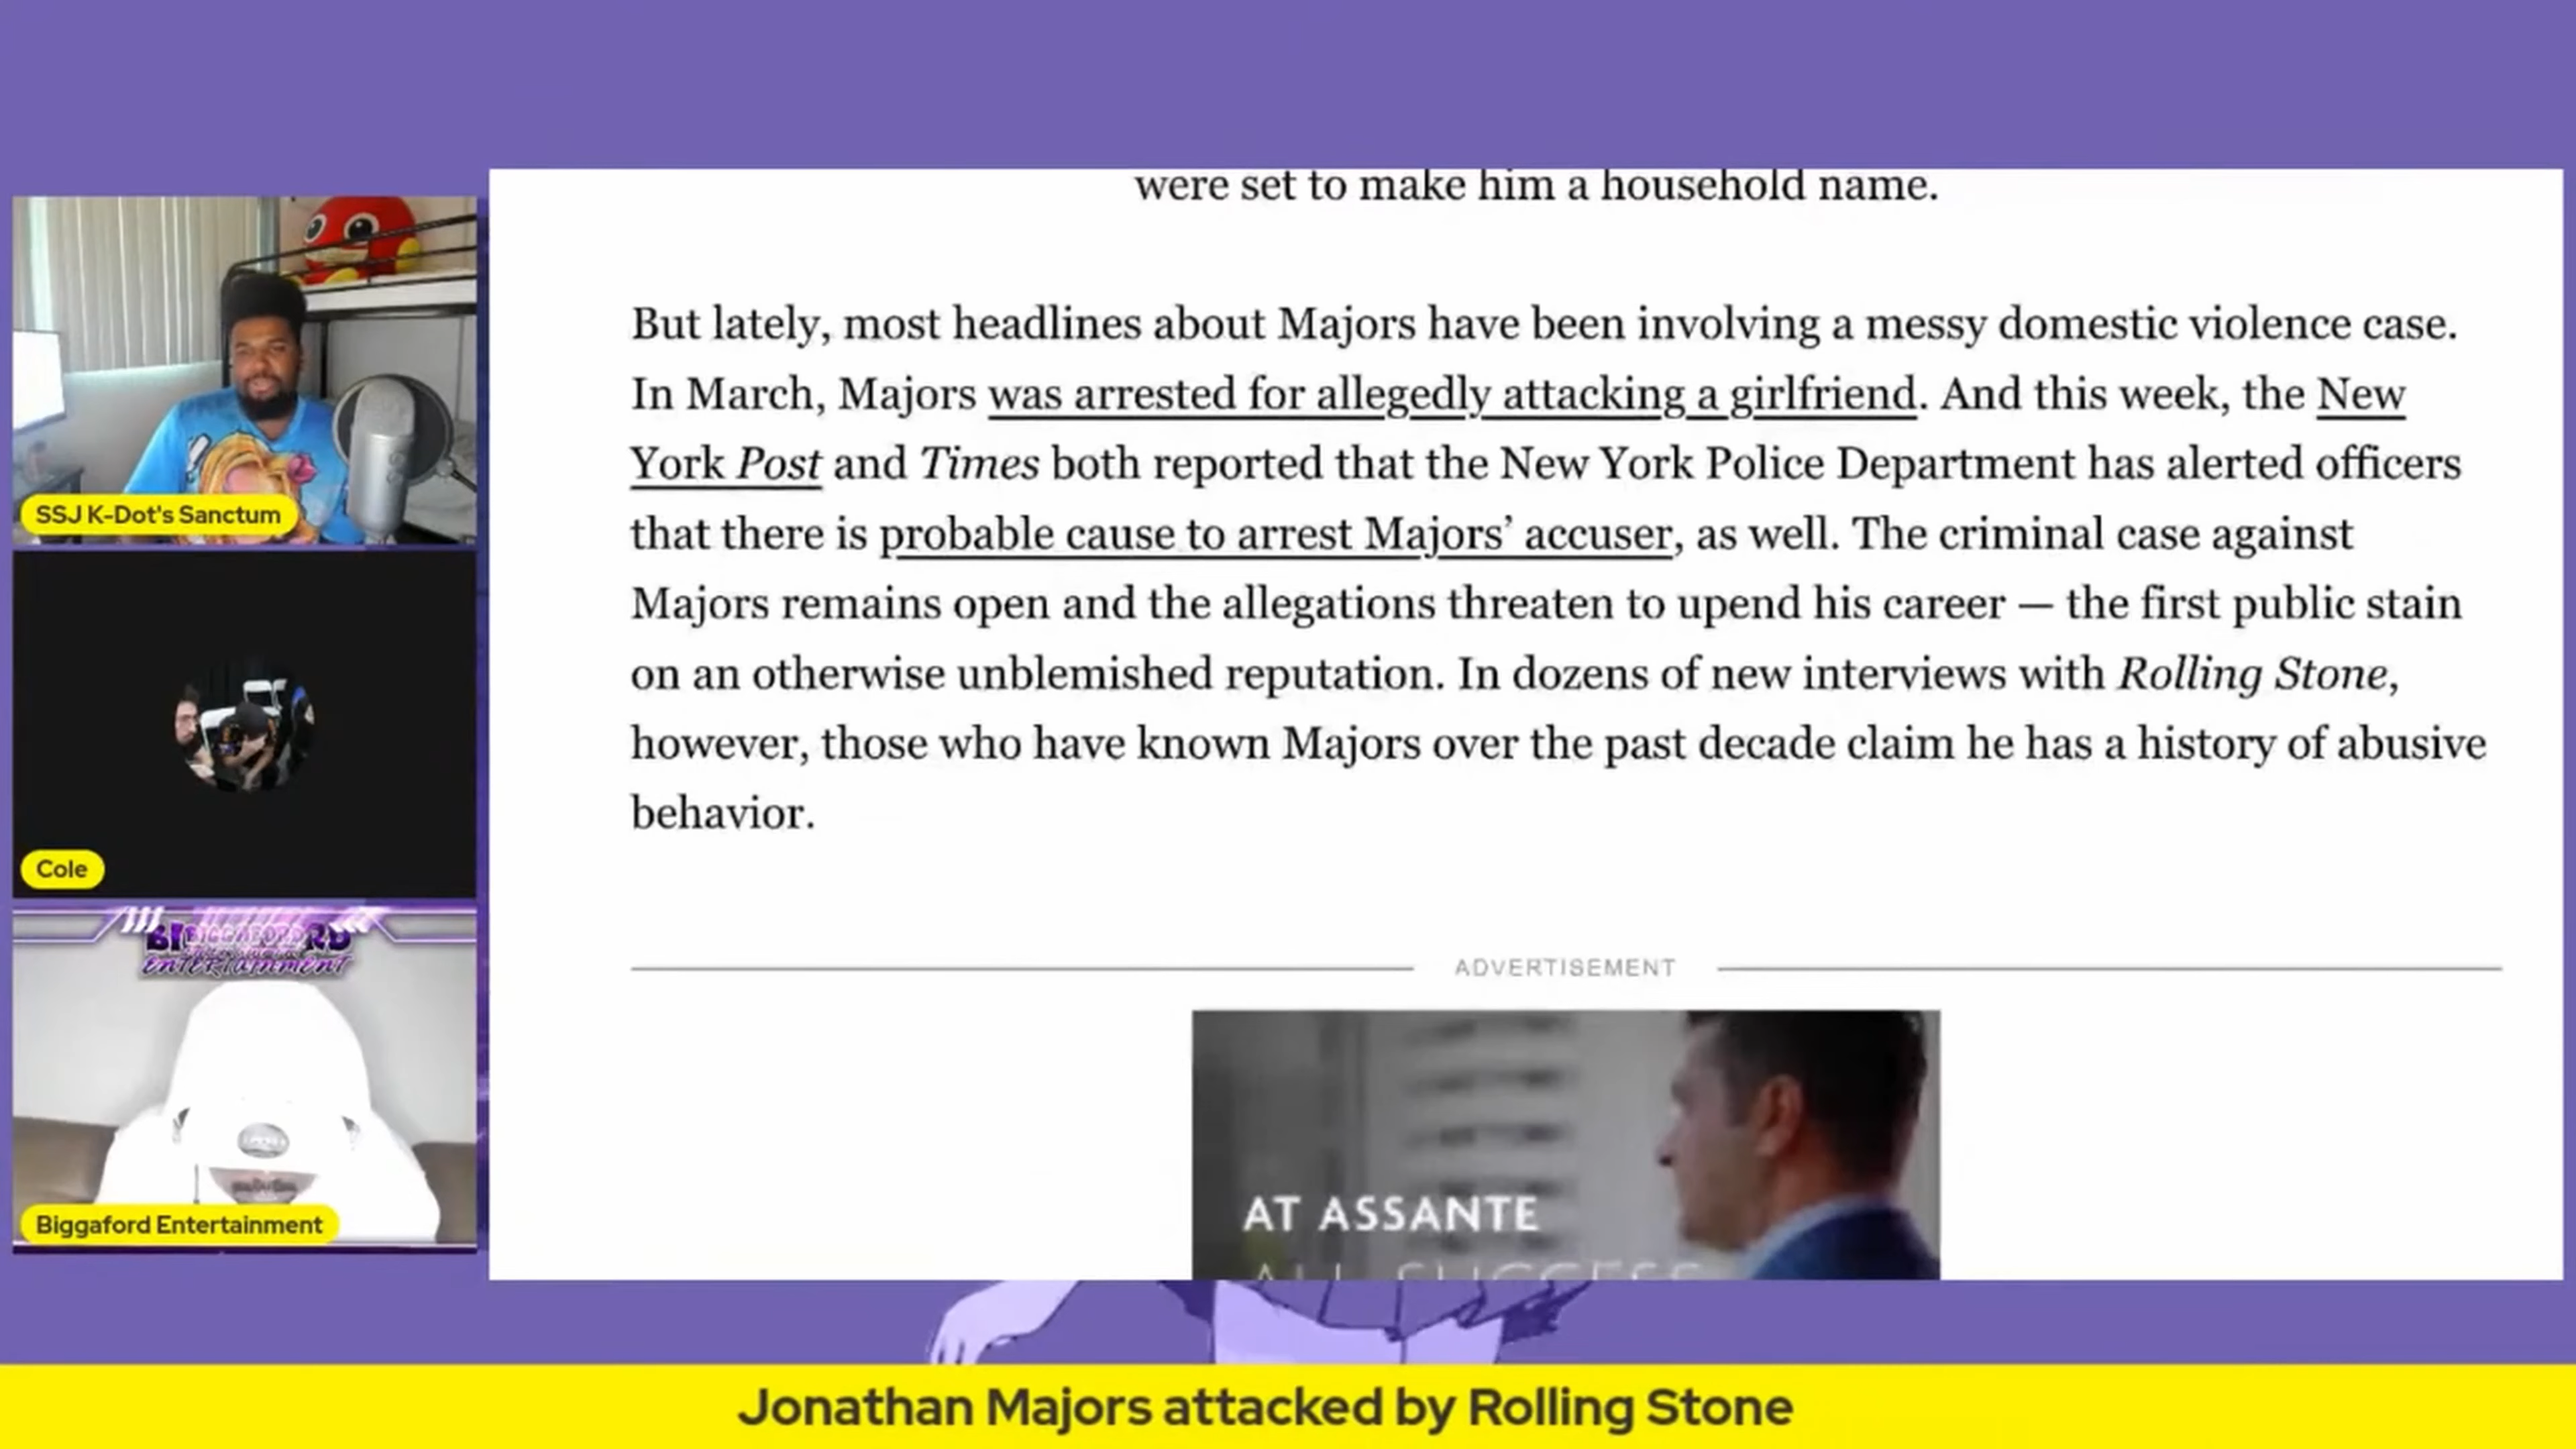 were set to make him a household name.
But lately, most headlines about Majors have been involving a messy domestic violence case.
In March, Majors was arrested for allegedly attacking a girlfriend. And this week, the New
York Post and Times both reported that the New York Police Department has alerted officers
that there is probable cause to arrest Majors’ accuser, as well. The criminal case against
Majors remains open and the allegations threaten to upend his career — the first public stain
on an otherwise unblemished reputation. In dozens of new interviews with Rolling Stone,
however, those who have known Majors over the past decade claim he has a history of abusive
behavior.
ADVERTISEMENT
AT ASSANTE
ALL SUCCESS
SSJ K-Dot's Sanctum
Cole
ENTERTAINMENT
Biggaford Entertainment
Jonathan Majors attacked by Rolling Stone